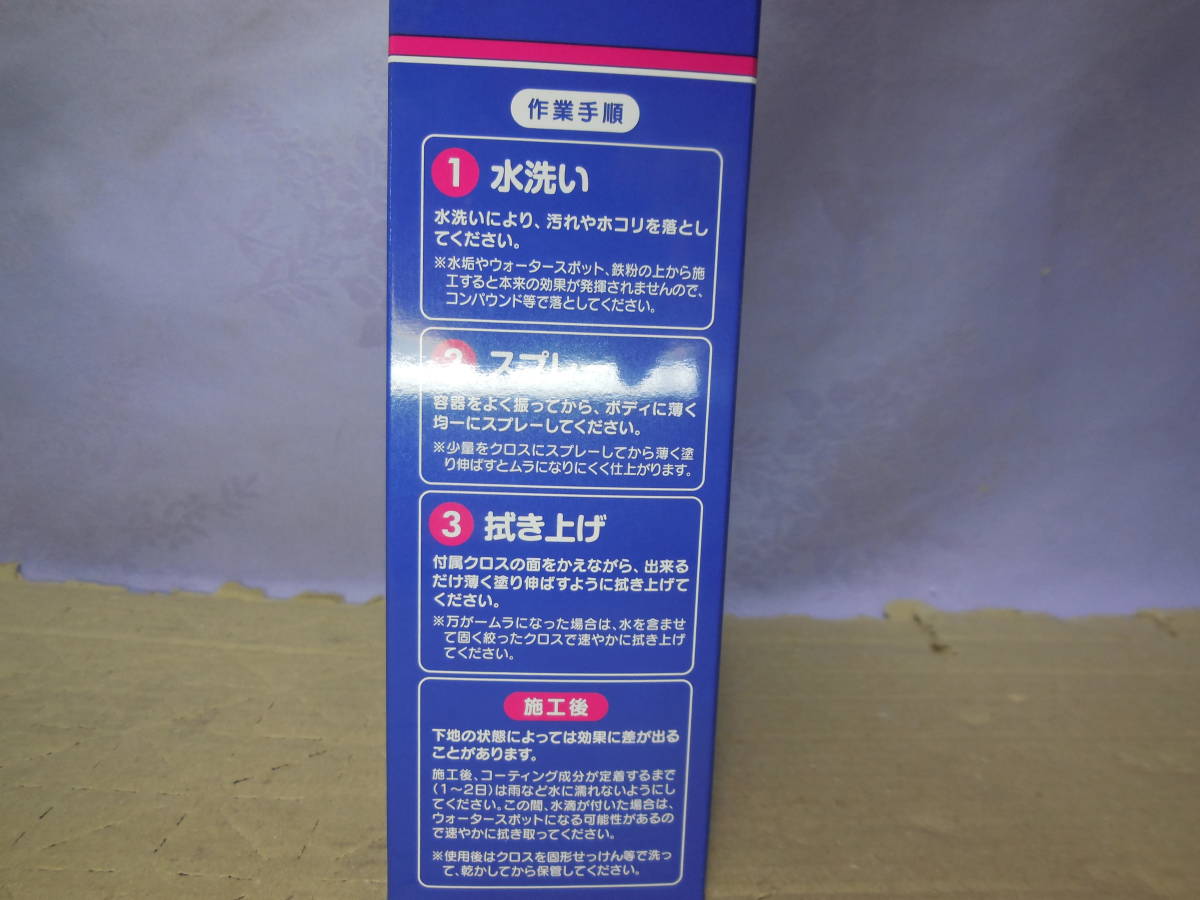 作業手順
1 水洗い
水洗いにより、汚れやホコリを落とし
てください。
※水垢やウォータースポット、鉄粉の上から施
工すると本来の効果が発揮されませんので、
コンパウンド等で落としてください。
2 スプレー
容器をよく振ってから、ボディに薄く
均一にスプレーしてください。
※少量をクロスにスプレーしてから薄く塗
り伸ばすとムラになりにくく仕上がります。
3 拭き上げ
付属クロスの面をかえながら、出来る
だけ薄く塗り伸ばすように拭き上げて
ください。
※万が一ムラになった場合は、水を含ませ
て固く絞ったクロスで速やかに拭き上げ
てください。
施工後
下地の状態によっては効果に差が出る
ことがあります。
施工後、コーティング成分が定着するまで
(1〜2日)は雨など水に濡れないようにし
てください。この間、水滴が付いた場合は、
ウォータースポットになる可能性があるの
で速やかに拭き取ってください。
※使用後はクロスを固形せっけん等で洗っ
て、乾かしてから保管してください。